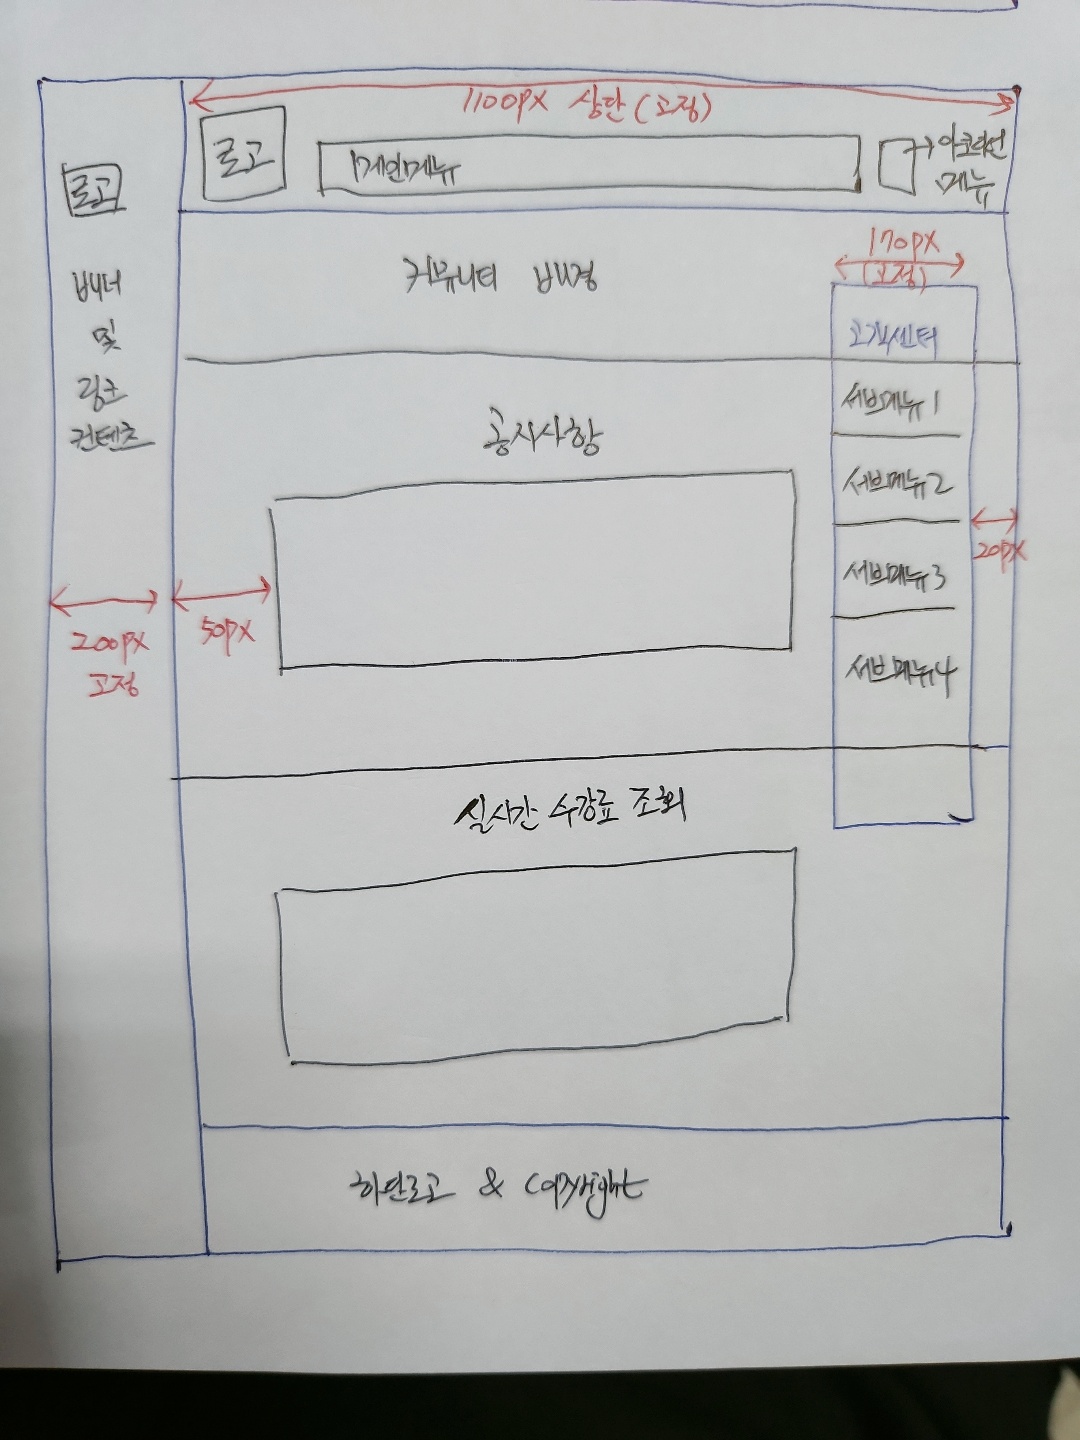 1100px 상단 (고정)
로고
메인메뉴
아코디언
메뉴
로고
배너
및
링크
컨텐츠
커뮤니티 배경
170px
(고정)
고객센터
서브메뉴1
서브메뉴2
서브메뉴3
서브메뉴4
20px
공지사항
200px
고정
50px
실시간 수강료 조회
하단로고 & copyright